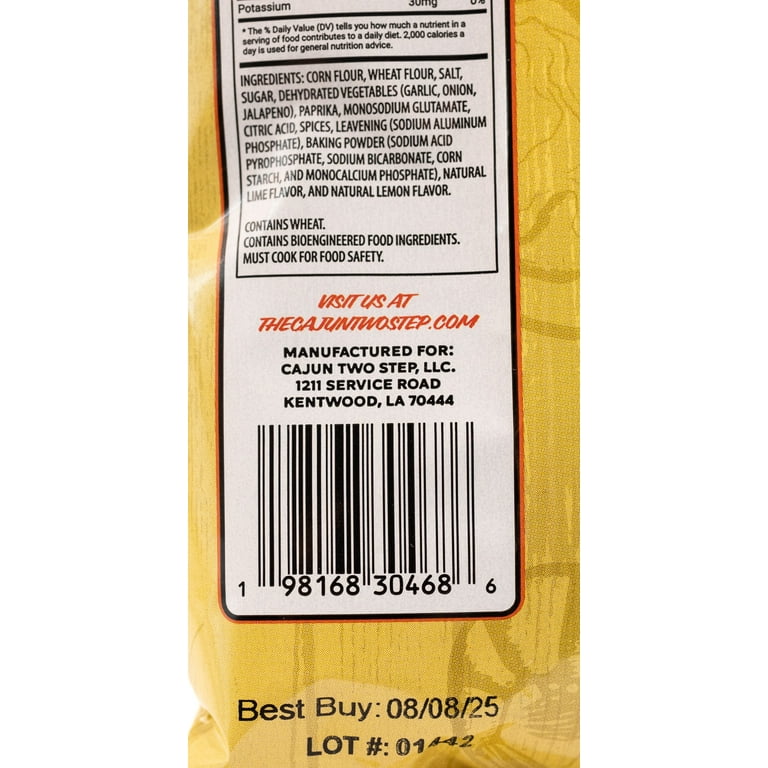 Potassium 30mg 0%
* The % Daily Value (DV) tells you how much a nutrient in a
serving of food contributes to a daily diet. 2,000 calories a
day is used for general nutrition advice.
INGREDIENTS: CORN FLOUR, WHEAT FLOUR, SALT,
SUGAR, DEHYDRATED VEGETABLES (GARLIC, ONION,
JALAPENO), PAPRIKA, MONOSODIUM GLUTAMATE,
CITRIC ACID, SPICES, LEAVENING (SODIUM ALUMINUM
PHOSPHATE), BAKING POWDER (SODIUM ACID
PYROPHOSPHATE, SODIUM BICARBONATE, CORN
STARCH, AND MONOCALCIUM PHOSPHATE), NATURAL
LIME FLAVOR, AND NATURAL LEMON FLAVOR.
CONTAINS WHEAT.
CONTAINS BIOENGINEERED FOOD INGREDIENTS.
MUST COOK FOR FOOD SAFETY.
VISIT US AT
THECAJUNTWOSTEP.COM
MANUFACTURED FOR:
CAJUN TWO STEP, LLC.
1211 SERVICE ROAD
KENTWOOD, LA 70444
1 98168 30468 6
Best Buy: 08/08/25
LOT #: